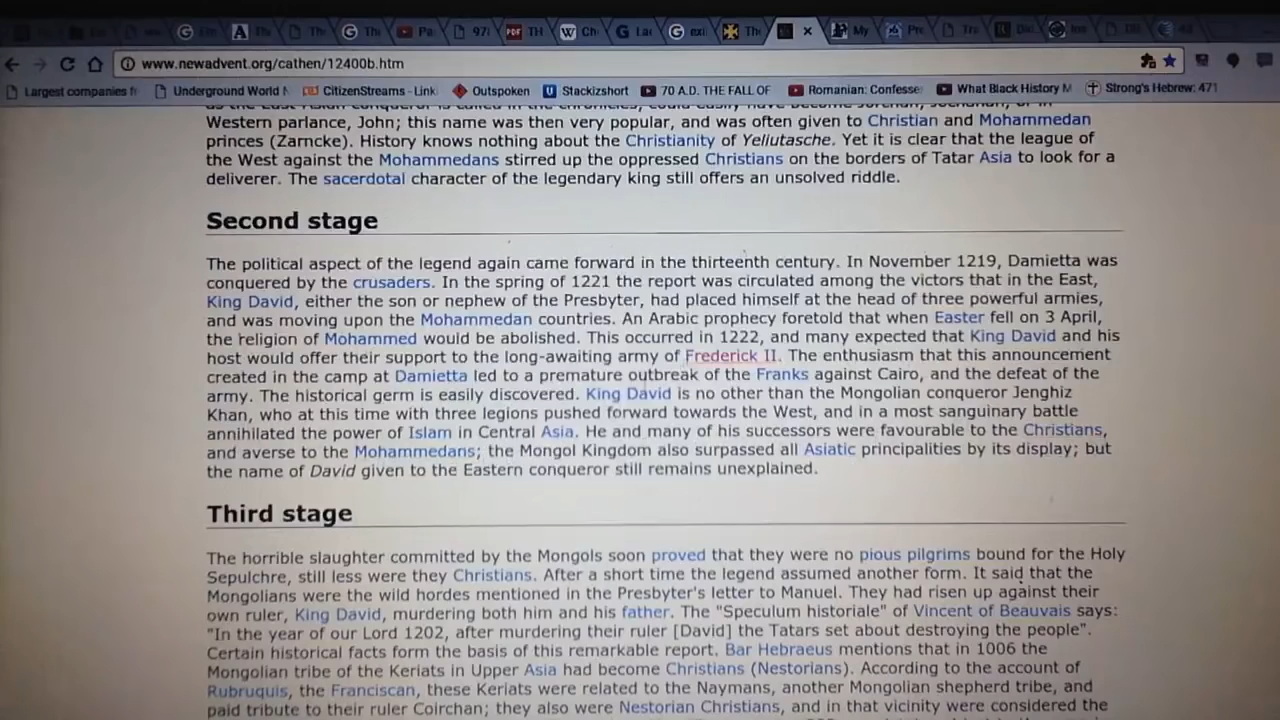 Em
A
The
The
The
Pa
97(
PDF TH
W Ch
G La
G exi
The
×
My
Pre
Tra
Dic
www.newadvent.org/cathen/12400b.htm
Largest companies f
Underground World N
CitizenStreams - Link
Outspoken
Stackizshort
70 A.D. THE FALL OF
Romanian: Confesse
What Black History M
Strong's Hebrew: 471
Western parlance, John; this name was then very popular, and was often given to Christian and Mohammedan
princes (Zarncke). History knows nothing about the Christianity of Yeliutasche. Yet it is clear that the league of
the West against the Mohammedans stirred up the oppressed Christians on the borders of Tatar Asia to look for a
deliverer. The sacerdotal character of the legendary king still offers an unsolved riddle.
Second stage
The political aspect of the legend again came forward in the thirteenth century. In November 1219, Damietta was
conquered by the crusaders. In the spring of 1221 the report was circulated among the victors that in the East,
King David, either the son or nephew of the Presbyter, had placed himself at the head of three powerful armies,
and was moving upon the Mohammedan countries. An Arabic prophecy foretold that when Easter fell on 3 April,
the religion of Mohammed would be abolished. This occurred in 1222, and many expected that King David and his
host would offer their support to the long-awaiting army of Frederick II. The enthusiasm that this announcement
created in the camp at Damietta led to a premature outbreak of the Franks against Cairo, and the defeat of the
army. The historical germ is easily discovered. King David is no other than the Mongolian conqueror Jenghiz
Khan, who at this time with three legions pushed forward towards the West, and in a most sanguinary battle
annihilated the power of Islam in Central Asia. He and many of his successors were favourable to the Christians,
and averse to the Mohammedans; the Mongol Kingdom also surpassed all Asiatic principalities by its display; but
the name of David given to the Eastern conqueror still remains unexplained.
Third stage
The horrible slaughter committed by the Mongols soon proved that they were no pious pilgrims bound for the Holy
Sepulchre, still less were they Christians. After a short time the legend assumed another form. It said that the
Mongolians were the wild hordes mentioned in the Presbyter's letter to Manuel. They had risen up against their
own ruler, King David, murdering both him and his father. The "Speculum historiale" of Vincent of Beauvais says:
"In the year of our Lord 1202, after murdering their ruler [David] the Tatars set about destroying the people".
Certain historical facts form the basis of this remarkable report. Bar Hebraeus mentions that in 1006 the
Mongolian tribe of the Keriats in Upper Asia had become Christians (Nestorians). According to the account of
Rubruquis, the Franciscan, these Keriats were related to the Naymans, another Mongolian shepherd tribe, and
paid tribute to their ruler Coirchan; they also were Nestorian Christians, and in that vicinity were considered the